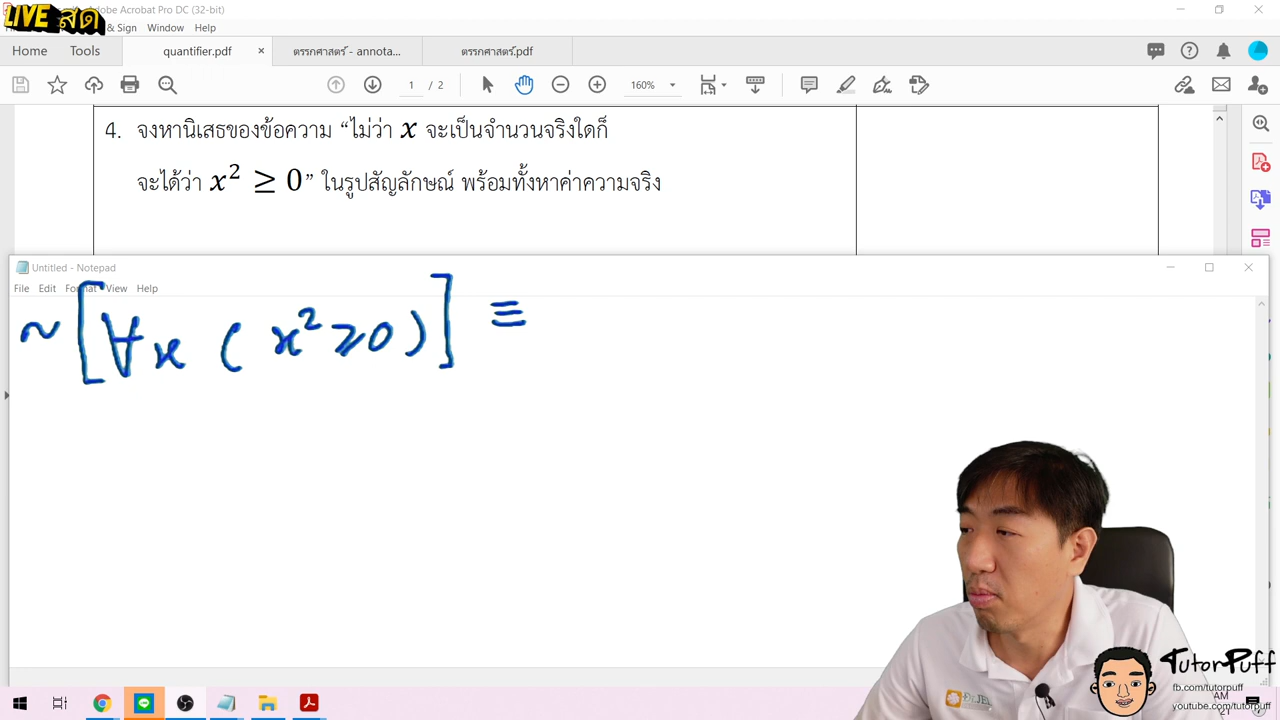 LIVE สด
Adobe Acrobat Pro DC (32-bit)
& Sign Window Help
Home Tools quantifier.pdf × ตรรกศาสตร์ - annota... ตรรกศาสตร์.pdf
1 / 2 160%
4. จงหานิเสธของข้อความ “ไม่ว่า x จะเป็นจำนวนจริงใดก็
จะได้ว่า x² ≥ 0” ในรูปสัญลักษณ์ พร้อมทั้งหาค่าความจริง
Untitled - Notepad
File Edit Format View Help
~[∀x (x² ≥ 0)] ≡
TutorPuff
fb.com/tutorpuff
youtube.com/tutorpuff
AM